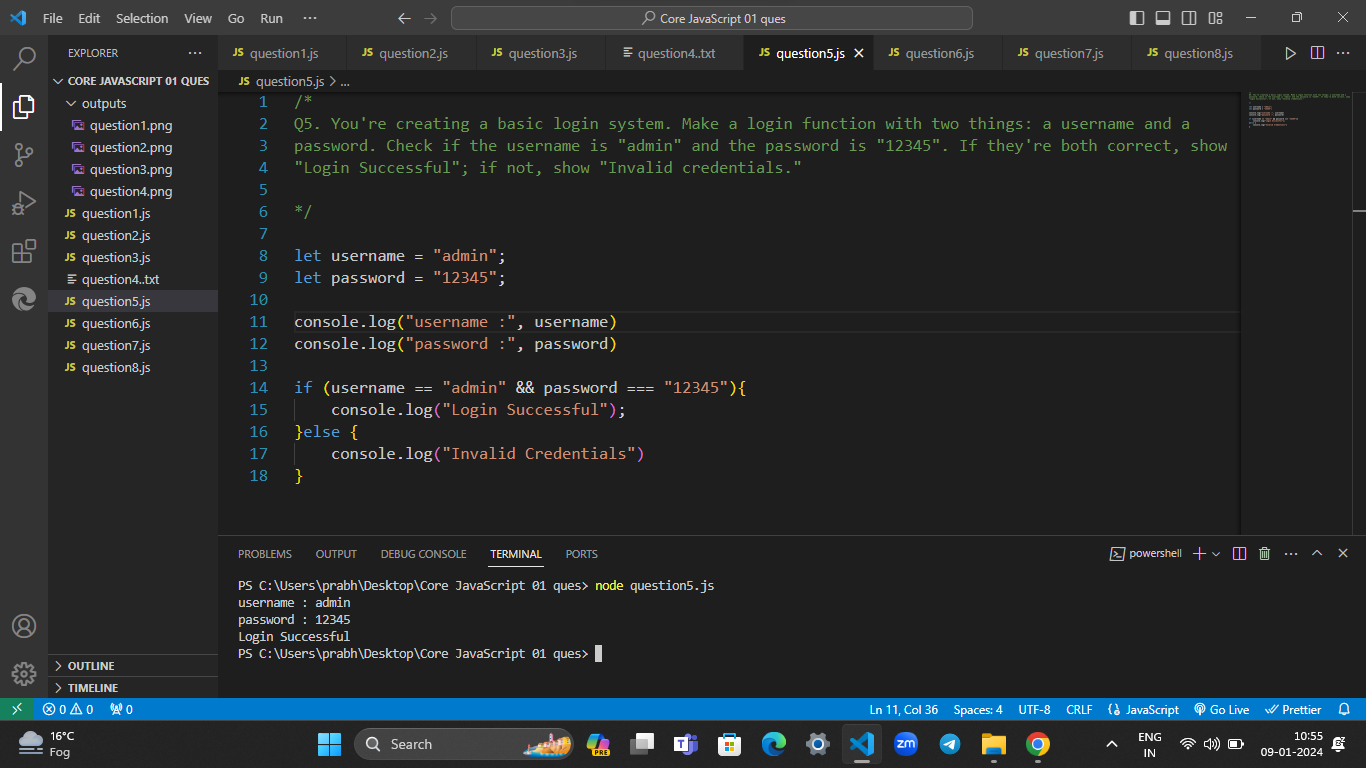 File Edit Selection View Go Run ···
Core JavaScript 01 ques
EXPLORER ···
CORE JAVASCRIPT 01 QUES
outputs
question1.png
question2.png
question3.png
question4.png
JS question1.js
JS question2.js
JS question3.js
question4..txt
JS question5.js
JS question6.js
JS question7.js
JS question8.js
OUTLINE
TIMELINE
JS question1.js JS question2.js JS question3.js question4..txt JS question5.js JS question6.js JS question7.js JS question8.js ···
JS question5.js > ...
1 /*
2 Q5. You're creating a basic login system. Make a login function with two things: a username and a
3 password. Check if the username is "admin" and the password is "12345". If they're both correct, show
4 "Login Successful"; if not, show "Invalid credentials."
5
6 */
7
8 let username = "admin";
9 let password = "12345";
10
11 console.log("username :", username)
12 console.log("password :", password)
13
14 if (username == "admin" && password === "12345"){
15 console.log("Login Successful");
16 }else {
17 console.log("Invalid Credentials")
18 }
PROBLEMS OUTPUT DEBUG CONSOLE TERMINAL PORTS powershell ···
PS C:\Users\prabh\Desktop\Core JavaScript 01 ques> node question5.js
username : admin
password : 12345
Login Successful
PS C:\Users\prabh\Desktop\Core JavaScript 01 ques>
0 0 0 Ln 11, Col 36 Spaces: 4 UTF-8 CRLF JavaScript Go Live Prettier
16°C
Fog
Search
PRE
zm
ENG
IN
10:55
09-01-2024